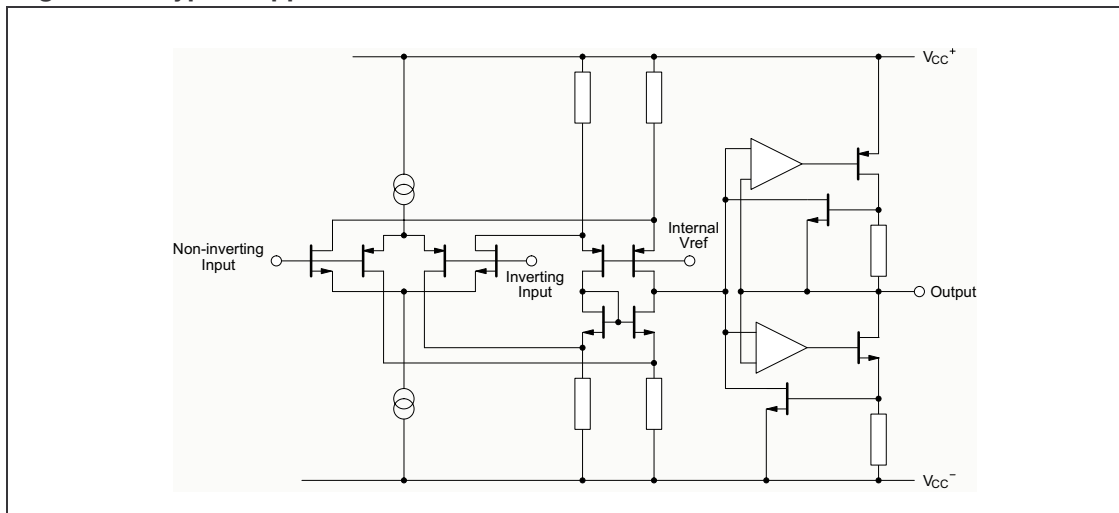 VCC+
Non-inverting
Input
Inverting
Input
Internal
Vref
Output
VCC−